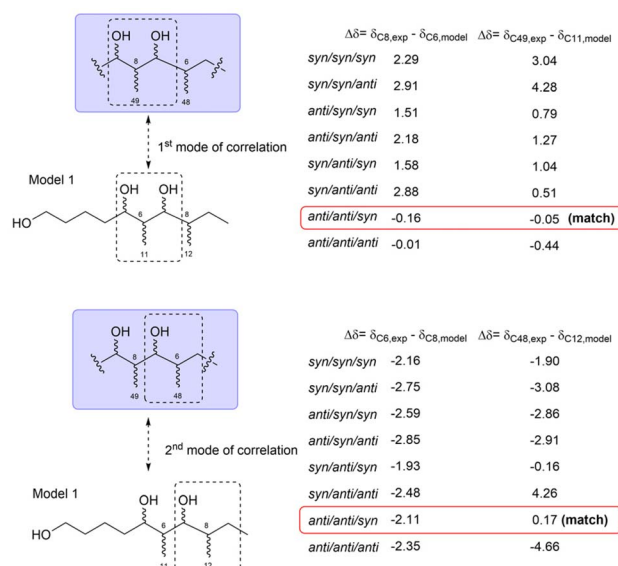 OH OH
8 6
49 48
1st mode of correlation
Model 1
OH OH
HO 6 8
11 12
Δδ= δC8,exp - δC6,model Δδ= δC49,exp - δC11,model
syn/syn/syn 2.29 3.04
syn/syn/anti 2.91 4.28
anti/syn/syn 1.51 0.79
anti/syn/anti 2.18 1.27
syn/anti/syn 1.58 1.04
syn/anti/anti 2.88 0.51
anti/anti/syn -0.16 -0.05 (match)
anti/anti/anti -0.01 -0.44
OH OH
8 6
49 48
2nd mode of correlation
Model 1
OH OH
HO 6 8
11 12
Δδ= δC6,exp - δC8,model Δδ= δC48,exp - δC12,model
syn/syn/syn -2.16 -1.90
syn/syn/anti -2.75 -3.08
anti/syn/syn -2.59 -2.86
anti/syn/anti -2.85 -2.91
syn/anti/syn -1.93 -0.16
syn/anti/anti -2.48 4.26
anti/anti/syn -2.11 0.17 (match)
anti/anti/anti -2.35 -4.66